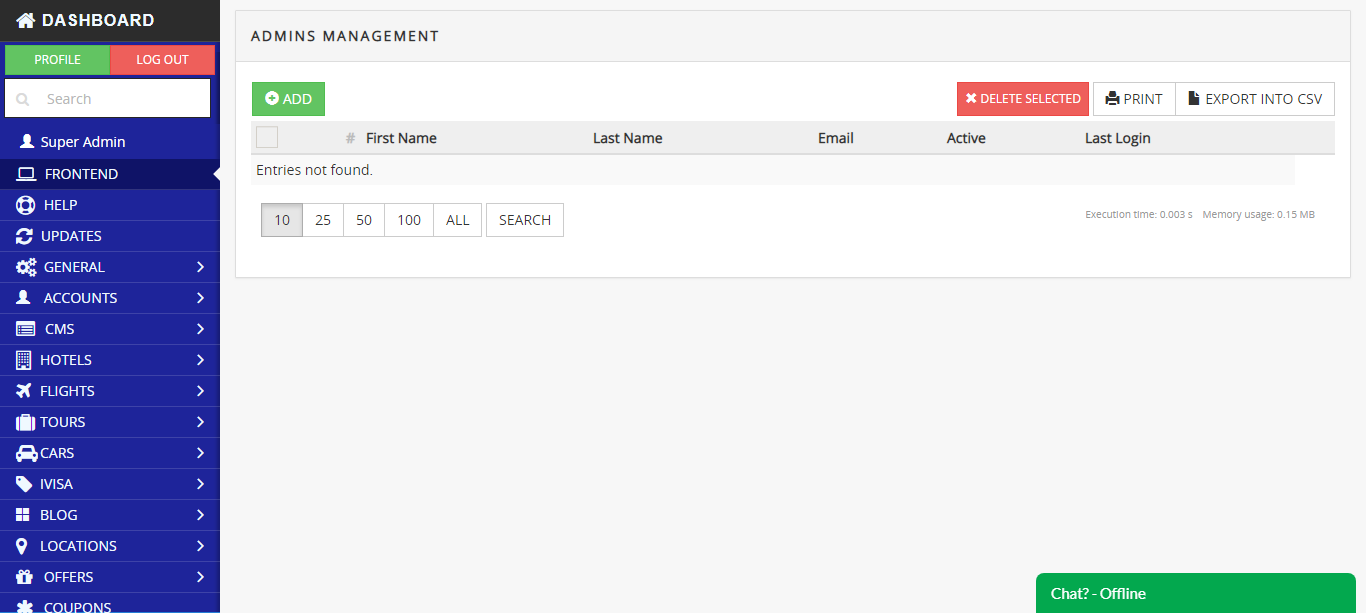 DASHBOARD
PROFILE LOG OUT
Search
Super Admin
FRONTEND
HELP
UPDATES
GENERAL
ACCOUNTS
CMS
HOTELS
FLIGHTS
TOURS
CARS
IVISA
BLOG
LOCATIONS
OFFERS
COUPONS
ADMINS MANAGEMENT
ADD DELETE SELECTED PRINT EXPORT INTO CSV
# First Name Last Name Email Active Last Login
Entries not found.
10 25 50 100 ALL SEARCH Execution time: 0.003 s Memory usage: 0.15 MB
Chat? - Offline